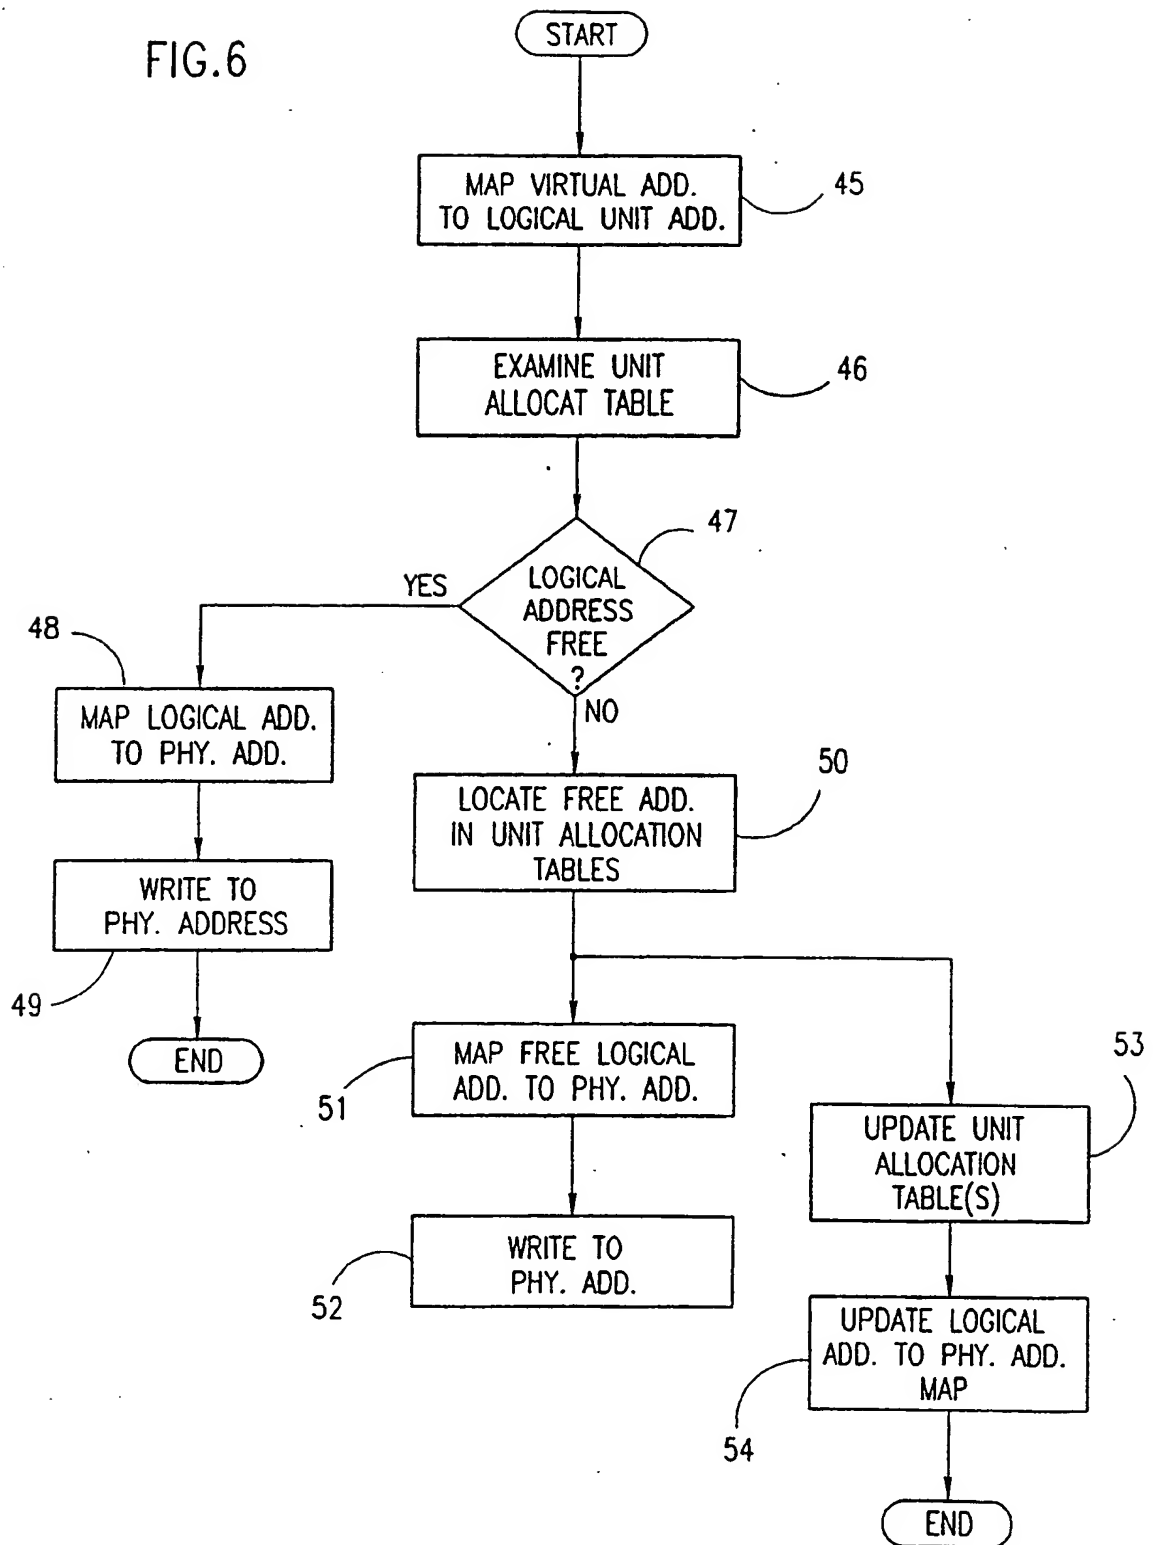 FIG.6
START
MAP VIRTUAL ADD.
TO LOGICAL UNIT ADD.
45
EXAMINE UNIT
ALLOCAT TABLE
46
47
LOGICAL
ADDRESS
FREE
?
YES
NO
48
MAP LOGICAL ADD.
TO PHY. ADD.
WRITE TO
PHY. ADDRESS
49
END
50
LOCATE FREE ADD.
IN UNIT ALLOCATION
TABLES
MAP FREE LOGICAL
ADD. TO PHY. ADD.
51
WRITE TO
PHY. ADD.
52
53
UPDATE UNIT
ALLOCATION
TABLE(S)
UPDATE LOGICAL
ADD. TO PHY. ADD.
MAP
54
END